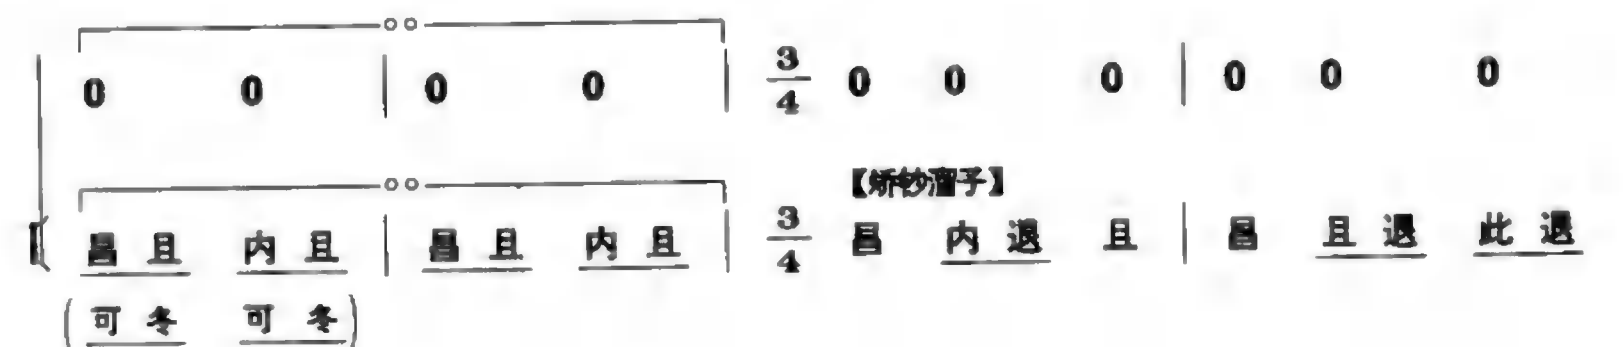 0 0 | 0 0 | 3/4 0 0 0 | 0 0 0
【娇钞溜子】
昌 且 内 且 | 昌 且 内 且 | 3/4 昌 内 退 且 | 昌 且 退 此 退
(可 冬 可 冬)